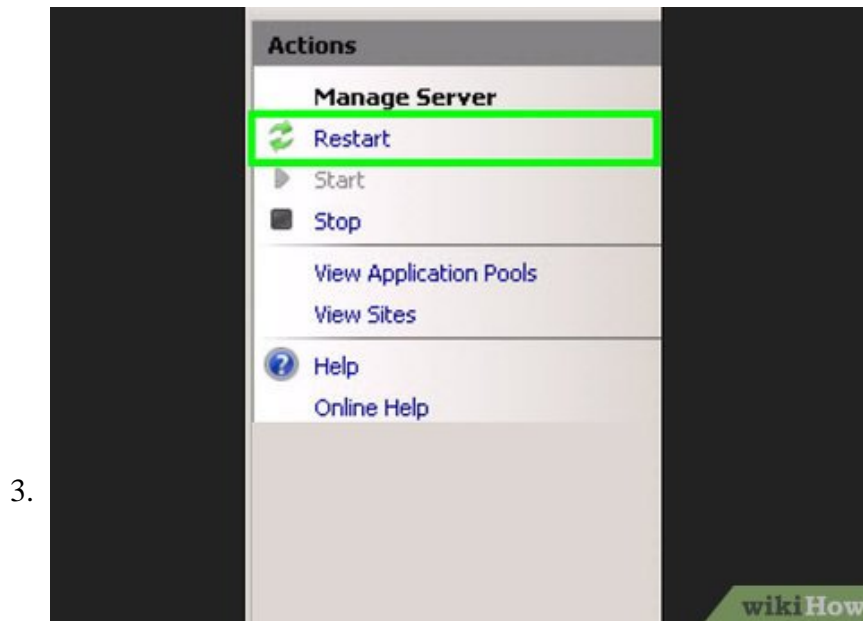 Actions
Manage Server
Restart
Start
Stop
View Application Pools
View Sites
Help
Online Help
3.
wikiHow